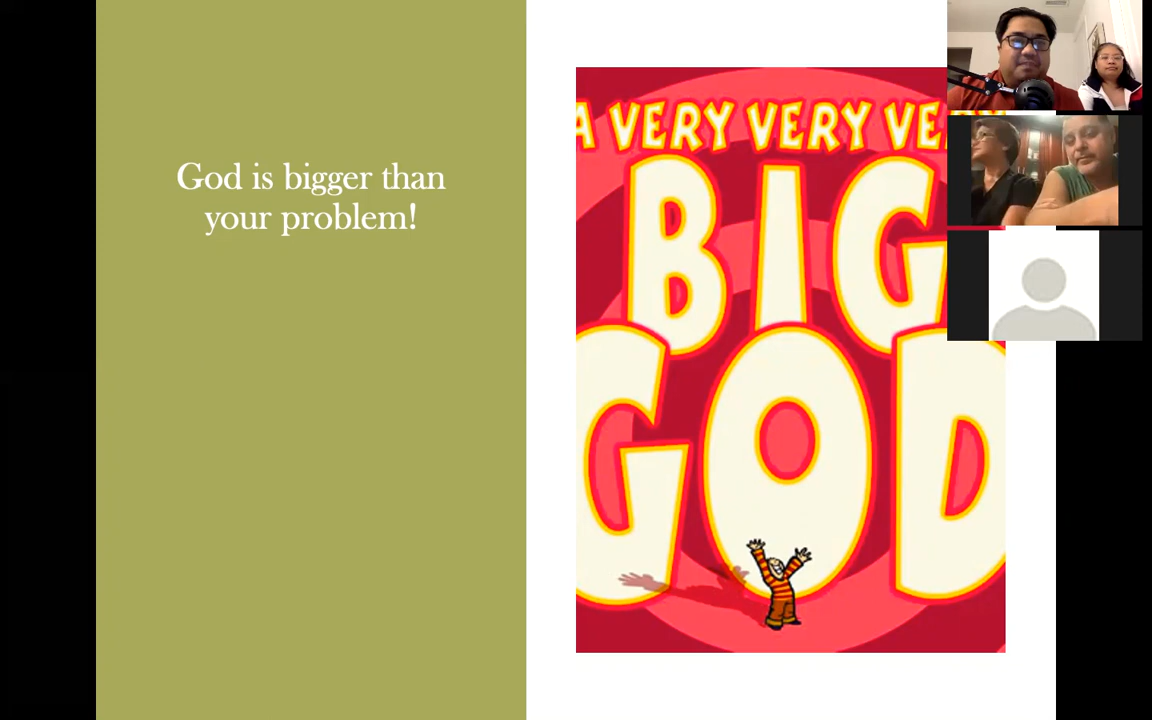 God is bigger than
your problem!
A VERY VERY VE
BIG
GOD